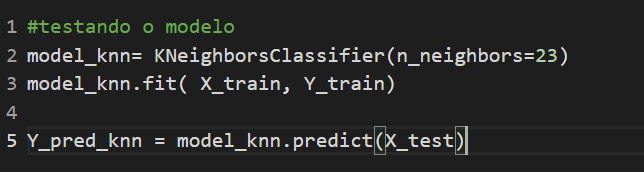 1 #testando o modelo
2 model_knn= KNeighborsClassifier(n_neighbors=23)
3 model_knn.fit( X_train, Y_train)
4
5 Y_pred_knn = model_knn.predict(X_test)